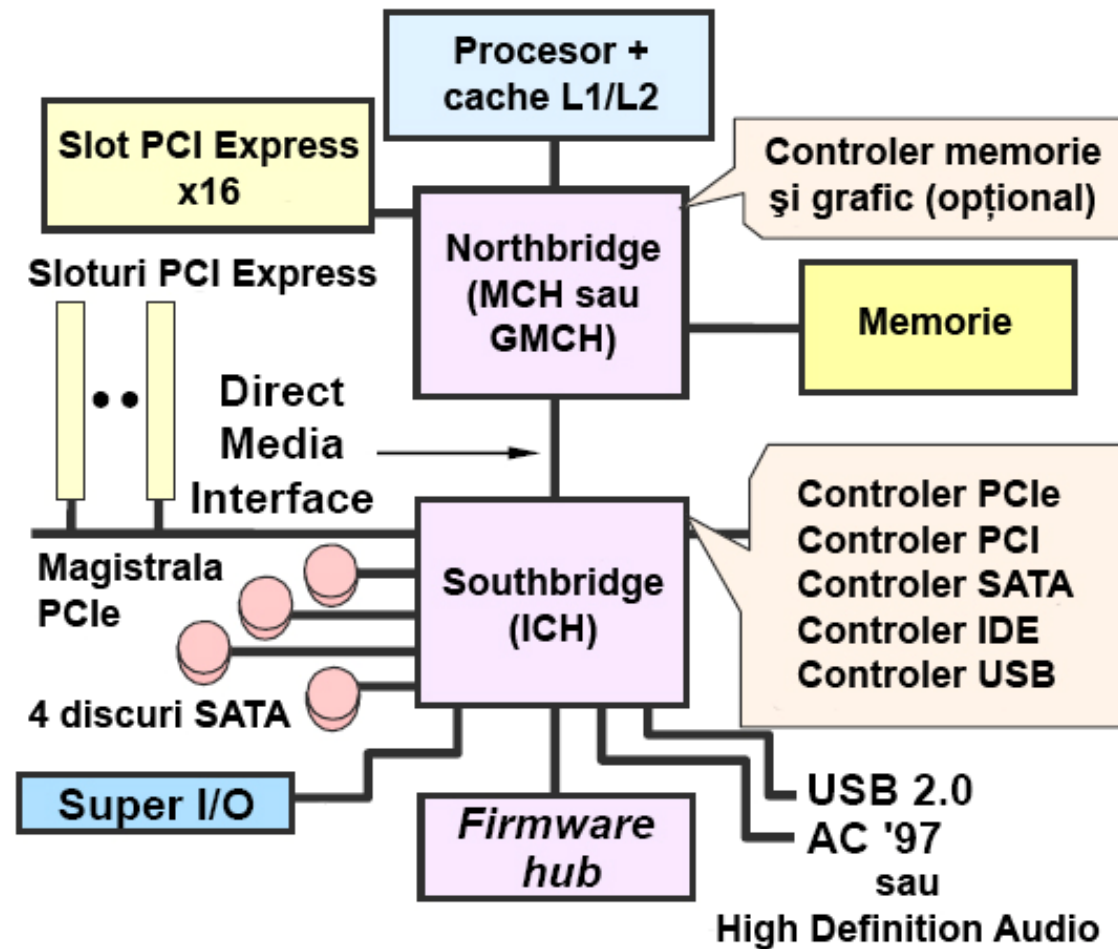 Procesor +
cache L1/L2
Slot PCI Express
x16
Controler memorie
şi grafic (opțional)
Northbridge
(MCH sau
GMCH)
Sloturi PCI Express
Memorie
Direct
Media
Interface
Controler PCIe
Controler PCI
Controler SATA
Controler IDE
Controler USB
Magistrala
PCIe
Southbridge
(ICH)
4 discuri SATA
Super I/O
Firmware
hub
USB 2.0
AC '97
sau
High Definition Audio